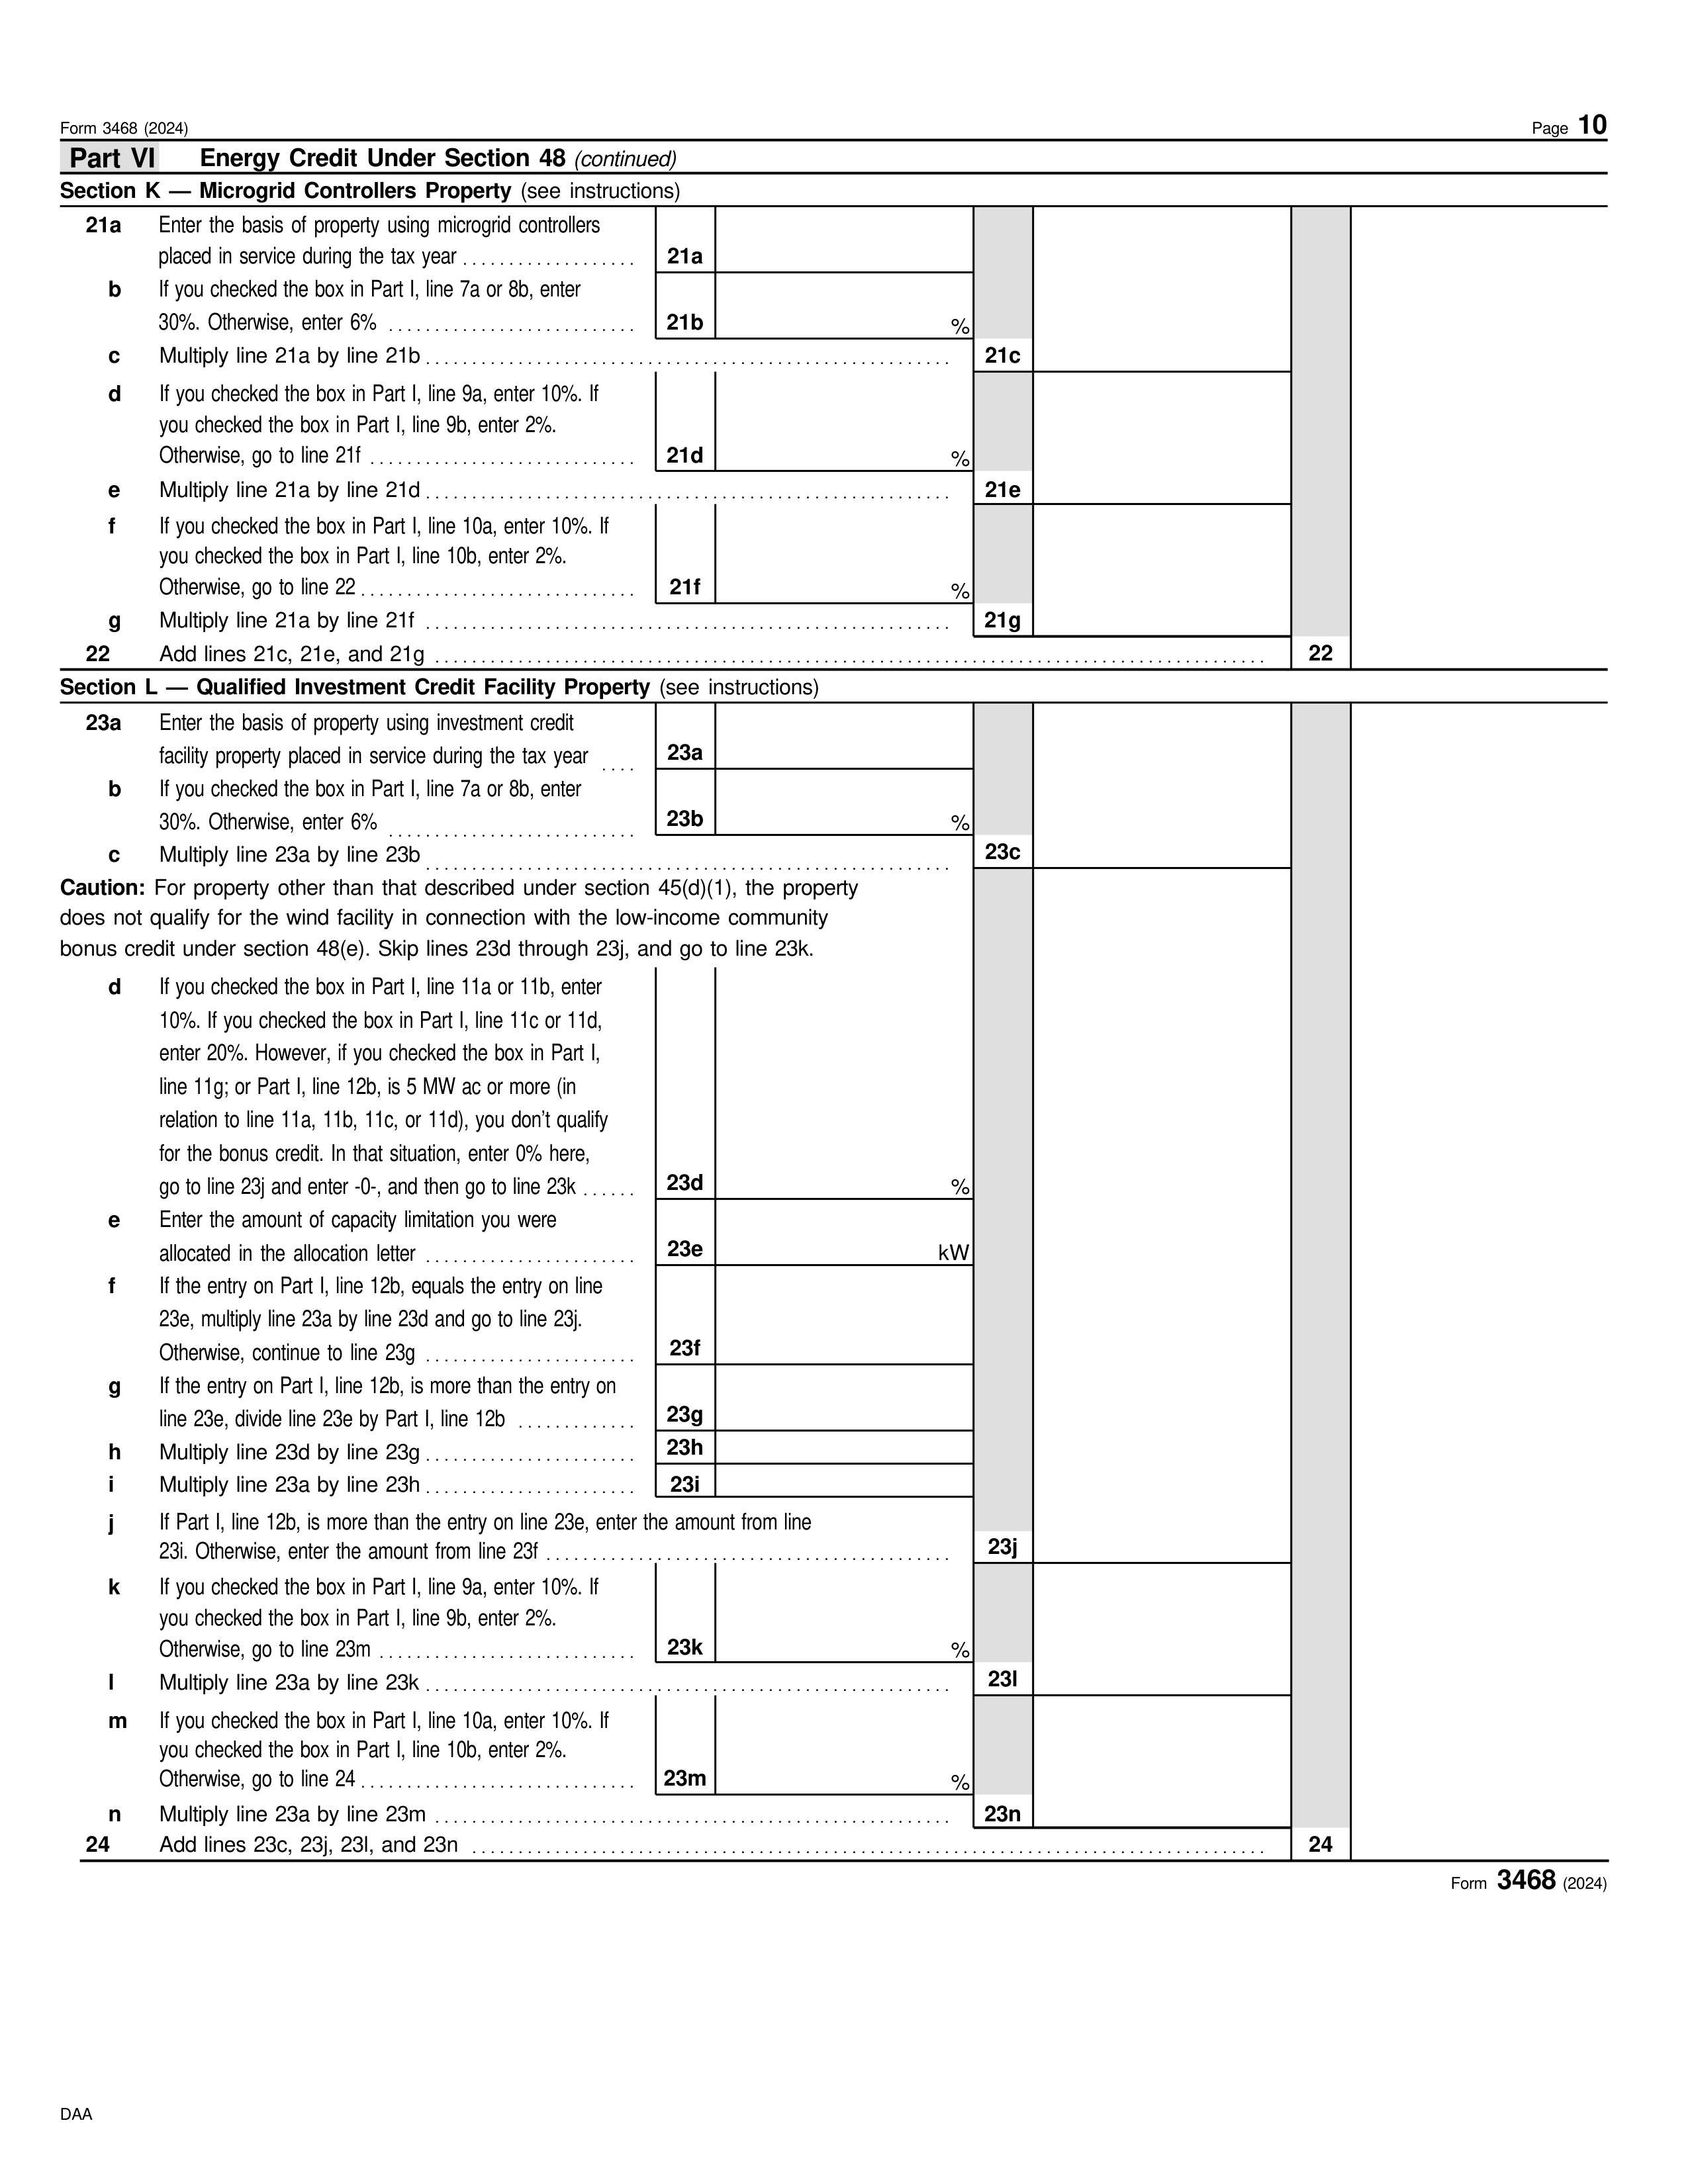 Form 3468 (2024) Page 10
Part VI Energy Credit Under Section 48 (continued)
Section K — Microgrid Controllers Property (see instructions)
21a Enter the basis of property using microgrid controllers
placed in service during the tax year 21a
b If you checked the box in Part I, line 7a or 8b, enter
30%. Otherwise, enter 6% 21b %
c Multiply line 21a by line 21b 21c
d If you checked the box in Part I, line 9a, enter 10%. If
you checked the box in Part I, line 9b, enter 2%.
Otherwise, go to line 21f 21d %
e Multiply line 21a by line 21d 21e
f If you checked the box in Part I, line 10a, enter 10%. If
you checked the box in Part I, line 10b, enter 2%.
Otherwise, go to line 22 21f %
g Multiply line 21a by line 21f 21g
22 Add lines 21c, 21e, and 21g 22
Section L — Qualified Investment Credit Facility Property (see instructions)
23a Enter the basis of property using investment credit
facility property placed in service during the tax year 23a
b If you checked the box in Part I, line 7a or 8b, enter
30%. Otherwise, enter 6% 23b %
c Multiply line 23a by line 23b 23c
Caution: For property other than that described under section 45(d)(1), the property
does not qualify for the wind facility in connection with the low-income community
bonus credit under section 48(e). Skip lines 23d through 23j, and go to line 23k.
d If you checked the box in Part I, line 11a or 11b, enter
10%. If you checked the box in Part I, line 11c or 11d,
enter 20%. However, if you checked the box in Part I,
line 11g; or Part I, line 12b, is 5 MW ac or more (in
relation to line 11a, 11b, 11c, or 11d), you don't qualify
for the bonus credit. In that situation, enter 0% here,
go to line 23j and enter -0-, and then go to line 23k 23d %
e Enter the amount of capacity limitation you were
allocated in the allocation letter 23e kW
f If the entry on Part I, line 12b, equals the entry on line
23e, multiply line 23a by line 23d and go to line 23j.
Otherwise, continue to line 23g 23f
g If the entry on Part I, line 12b, is more than the entry on
line 23e, divide line 23e by Part I, line 12b 23g
h Multiply line 23d by line 23g 23h
i Multiply line 23a by line 23h 23i
j If Part I, line 12b, is more than the entry on line 23e, enter the amount from line
23i. Otherwise, enter the amount from line 23f 23j
k If you checked the box in Part I, line 9a, enter 10%. If
you checked the box in Part I, line 9b, enter 2%.
Otherwise, go to line 23m 23k %
l Multiply line 23a by line 23k 23l
m If you checked the box in Part I, line 10a, enter 10%. If
you checked the box in Part I, line 10b, enter 2%.
Otherwise, go to line 24 23m %
n Multiply line 23a by line 23m 23n
24 Add lines 23c, 23j, 23l, and 23n 24
Form 3468 (2024)
DAA